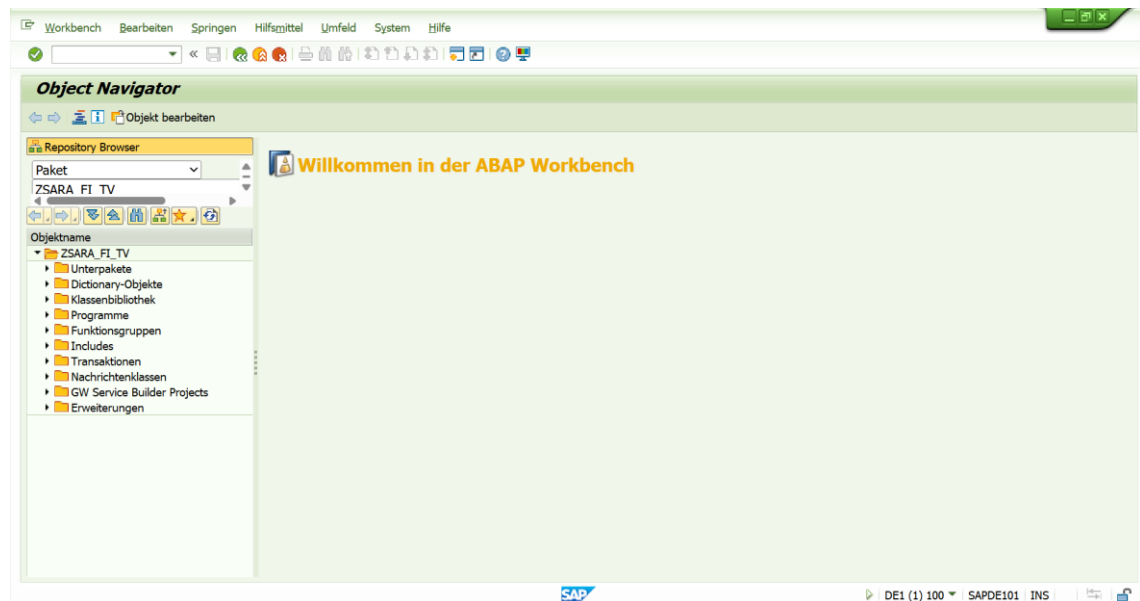 Workbench Bearbeiten Springen Hilfsmittel Umfeld System Hilfe
Object Navigator
Objekt bearbeiten
Repository Browser
Paket
ZSARA_FI_TV
Willkommen in der ABAP Workbench
Objektname
ZSARA_FI_TV
Unterpakete
Dictionary-Objekte
Klassenbibliothek
Programme
Funktionsgruppen
Includes
Transaktionen
Nachrichtenklassen
GW Service Builder Projects
Erweiterungen
SAP DE1 (1) 100 SAPDE101 INS